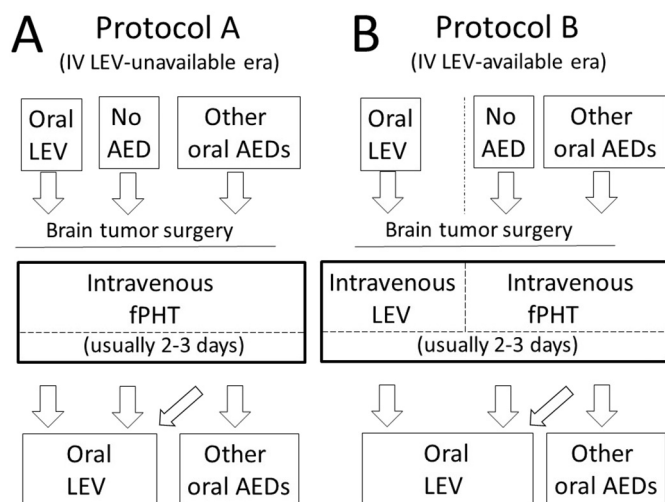 A
Protocol A
(IV LEV-unavailable era)
Oral
LEV
No
AED
Other
oral AEDs
Brain tumor surgery
Intravenous
fPHT
(usually 2-3 days)
Oral
LEV
Other
oral AEDs
B
Protocol B
(IV LEV-available era)
Oral
LEV
No
AED
Other
oral AEDs
Brain tumor surgery
Intravenous
LEV
Intravenous
fPHT
(usually 2-3 days)
Oral
LEV
Other
oral AEDs